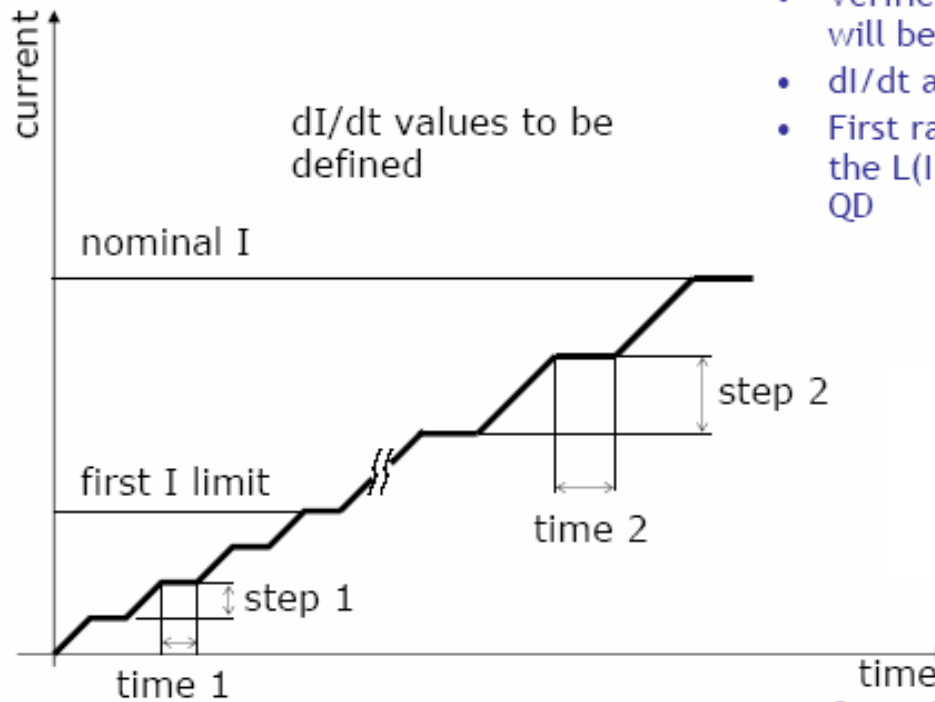 current
dI/dt values to be
defined
will be
dI/dt a
First ra
the L(I
QD
nominal I
step 2
first I limit
time 2
step 1
time 1
time